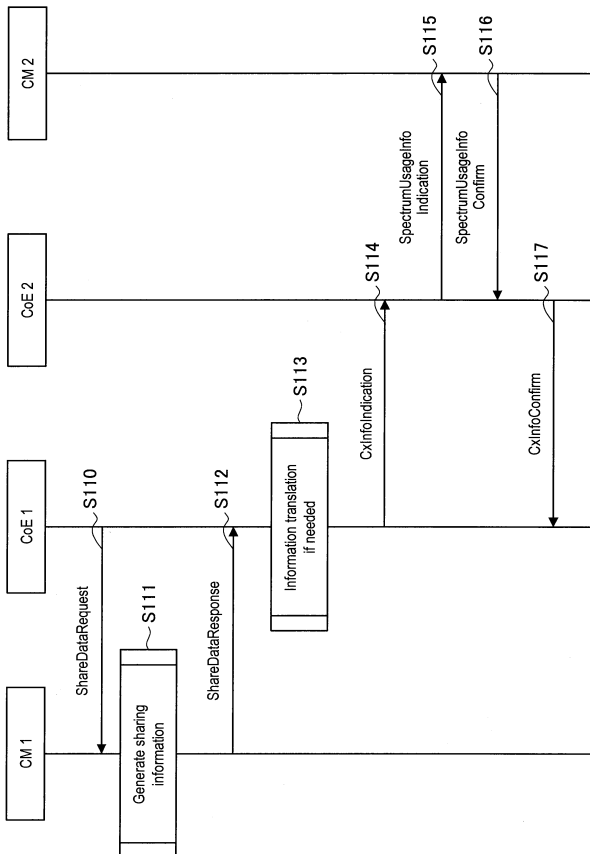 CM 1
CoE 1
CoE 2
CM 2
ShareDataRequest
S110
Generate sharing
information
S111
ShareDataResponse
S112
Information translation
if needed
S113
CxInfoIndication
S114
SpectrumUsageInfo
Indication
S115
SpectrumUsageInfo
Confirm
S116
CxInfoConfirm
S117